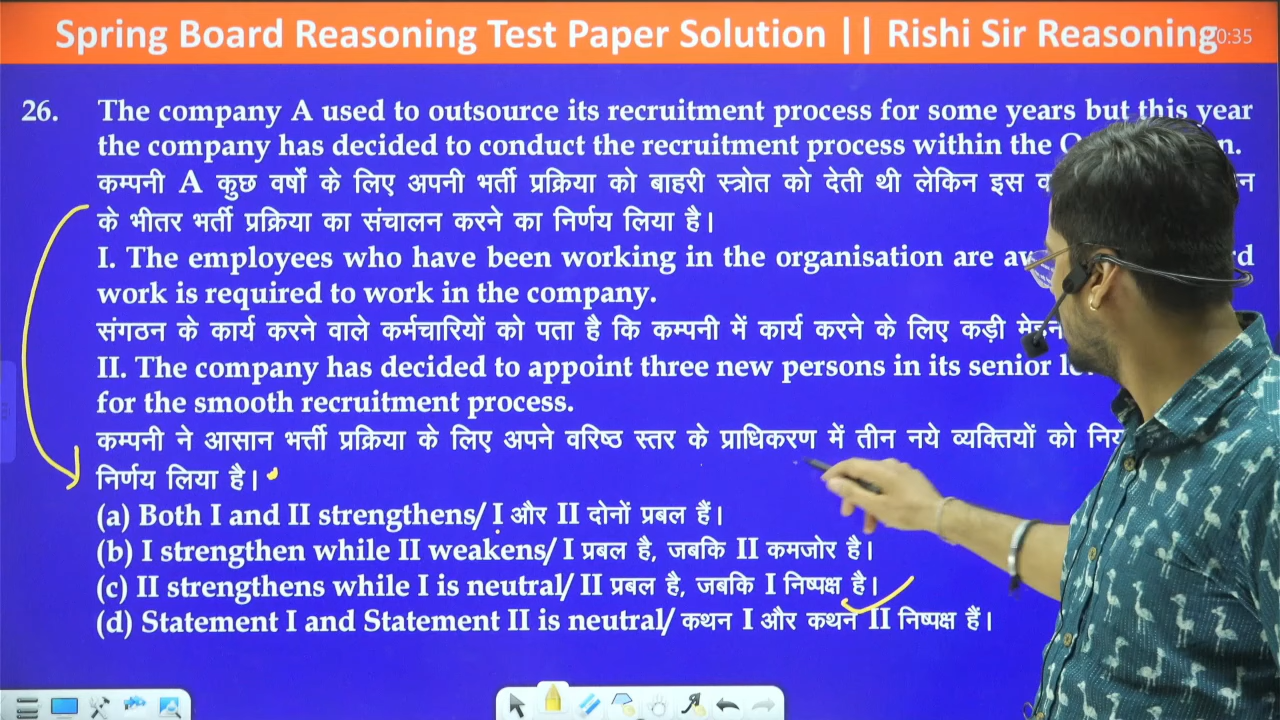 Spring Board Reasoning Test Paper Solution || Rishi Sir Reasoning
0:35
26. The company A used to outsource its recruitment process for some years but this year
the company has decided to conduct the recruitment process within the
कम्पनी A कुछ वर्षों के लिए अपनी भर्ती प्रक्रिया को बाहरी स्त्रोत को देती थी लेकिन इस
के भीतर भर्ती प्रक्रिया का संचालन करने का निर्णय लिया है।
I. The employees who have been working in the organisation are
work is required to work in the company.
संगठन के कार्य करने वाले कर्मचारियों को पता है कि कम्पनी में कार्य करने के लिए कड़ी
II. The company has decided to appoint three new persons in its senior
for the smooth recruitment process.
कम्पनी ने आसान भर्त्ती प्रक्रिया के लिए अपने वरिष्ठ स्तर के प्राधिकरण में तीन नये व्यक्तियों को
निर्णय लिया है।
(a) Both I and II strengthens/ I और II दोनों प्रबल हैं।
(b) I strengthen while II weakens/ I प्रबल है, जबकि II कमजोर है।
(c) II strengthens while I is neutral/ II प्रबल है, जबकि I निष्पक्ष है।
(d) Statement I and Statement II is neutral/ कथन I और कथन II निष्पक्ष हैं।